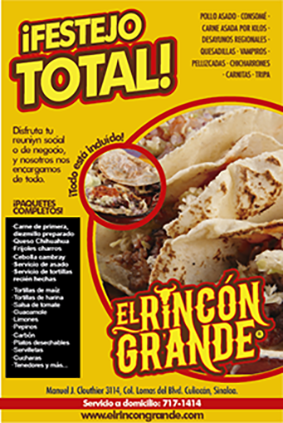 ¡FESTEJO
TOTAL!
POLLO ASADO · CONSOMÉ ·
CARNE ASADA POR KILOS ·
DESAYUNOS REGIONALES ·
QUESADILLAS · VAMPIROS ·
PELLIZCADAS · CHICHARRONES
· CARNITAS · TRIPA
Disfruta tu
reuniyn social
o de negocio,
y nosotros nos
encargamos
de todo.
¡Todo está incluido!
¡PAQUETES
COMPLETOS!
· Carne de primera,
diezmillo preparado
· Queso Chihuahua
· Frijoles charros
· Cebolla cambray
· Servicio de asado
· Servicio de tortillas
recién hechas
· Tortillas de maíz
· Tortillas de harina
· Salsa de tomate
· Guacamole
· Limones
· Pepinos
· Carbón
· Platos desechables
· Servilletas
· Cucharas
· Tenedores y más...
EL RINCÓN
GRANDE
Manuel J. Clouthier 3114, Col. Lomas del Blvd. Culiacán, Sinaloa.
Servicio a domicilio: 717-1414
www.elrincongrande.com